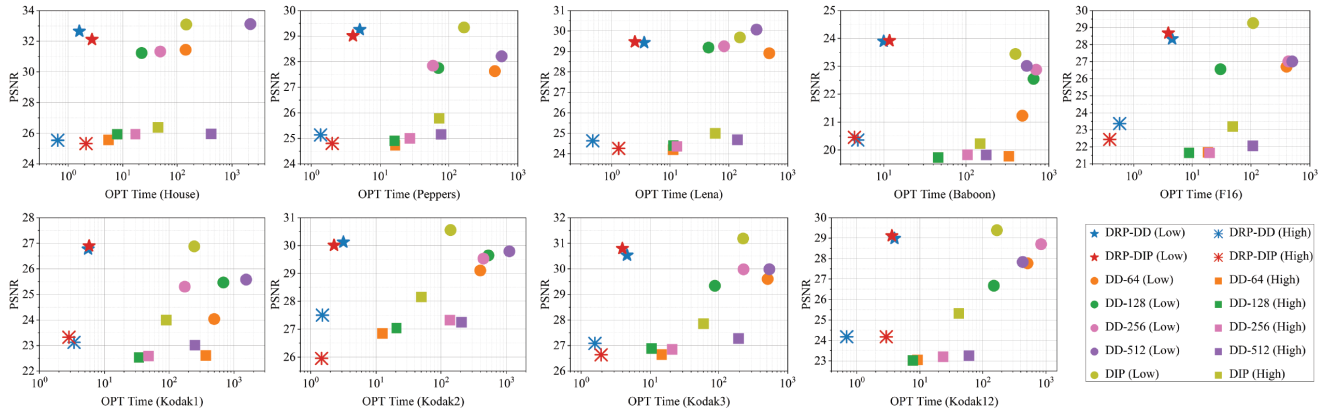 PSNR
34
32
30
28
26
24
10^0 10^1 10^2 10^3
OPT Time (House)
PSNR
30
29
28
27
26
25
24
10^0 10^1 10^2 10^3
OPT Time (Peppers)
PSNR
31
30
29
28
27
26
25
24
10^0 10^1 10^2 10^3
OPT Time (Lena)
PSNR
25
24
23
22
21
20
10^1 10^2 10^3
OPT Time (Baboon)
PSNR
30
29
28
27
26
25
24
23
22
21
10^0 10^1 10^2 10^3
OPT Time (F16)
PSNR
28
27
26
25
24
23
22
10^0 10^1 10^2 10^3
OPT Time (Kodak1)
PSNR
31
30
29
28
27
26
10^0 10^1 10^2 10^3
OPT Time (Kodak2)
PSNR
32
31
30
29
28
27
26
10^0 10^1 10^2 10^3
OPT Time (Kodak3)
PSNR
30
29
28
27
26
25
24
23
10^0 10^1 10^2 10^3
OPT Time (Kodak12)
DRP-DD (Low) DRP-DD (High)
DRP-DIP (Low) DRP-DIP (High)
DD-64 (Low) DD-64 (High)
DD-128 (Low) DD-128 (High)
DD-256 (Low) DD-256 (High)
DD-512 (Low) DD-512 (High)
DIP (Low) DIP (High)